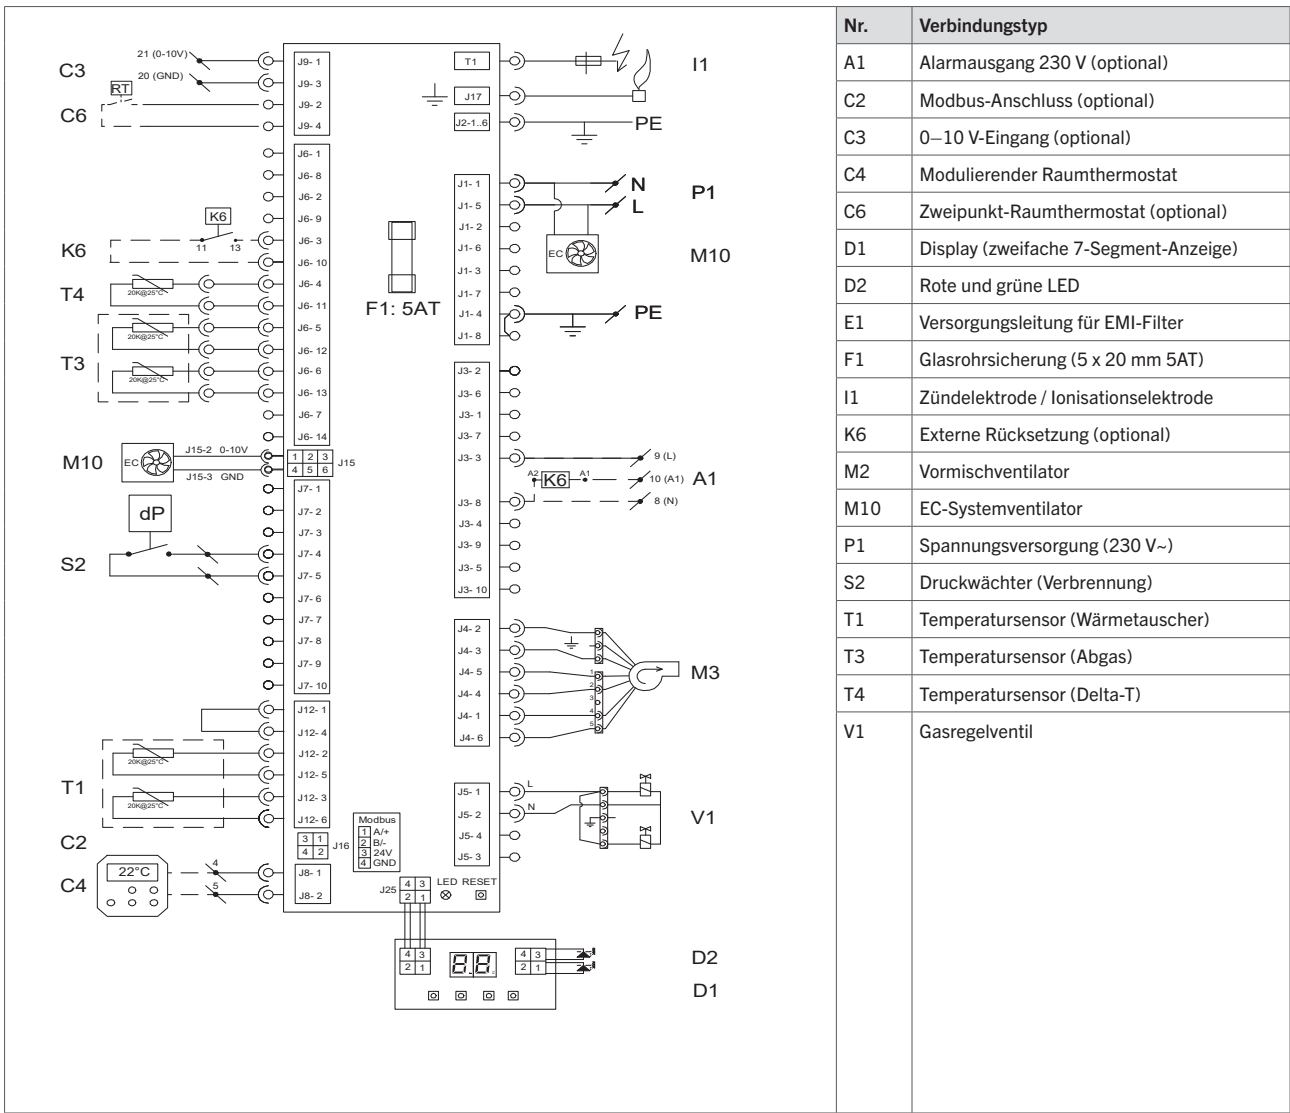 C3
21 (0-10V)
20 (GND)
C6
RT
J9- 1
J9- 3
J9- 2
J9- 4
J6- 1
J6- 8
J6- 2
J6- 9
J6- 3
J6- 10
J6- 4
J6- 11
J6- 5
J6- 12
J6- 6
J6- 13
J6- 7
J6- 14
K6
K6
11 13
T4
20K@25°C
T3
20K@25°C
20K@25°C
M10
EC
J15-2 0-10V
J15-3 GND
1 2 3
4 5 6
J15
J7- 1
J7- 2
J7- 3
J7- 4
J7- 5
J7- 6
J7- 7
J7- 8
J7- 9
J7- 10
dP
S2
J12- 1
J12- 4
J12- 2
J12- 5
J12- 3
J12- 6
T1
20K@25°C
20K@25°C
C2
3 1
4 2
J16
Modbus
1 A/+
2 B/-
3 24V
4 GND
C4
22°C
4
5
J8- 1
J8- 2
F1: 5AT
T1
J17
J2-1..6
I1
PE
J1- 1
J1- 5
J1- 2
J1- 6
J1- 3
J1- 7
J1- 4
J1- 8
N
L
P1
EC
M10
PE
J3- 2
J3- 6
J3- 1
J3- 7
J3- 3
J3- 8
J3- 4
J3- 9
J3- 5
J3- 10
9 (L)
A2 K6 A1
10 (A1)
8 (N)
A1
J4- 2
J4- 3
J4- 5
J4- 4
J4- 1
J4- 6
1
2
3
4
5
M3
J5- 1
J5- 2
J5- 4
J5- 3
L
N
V1
J25
4 3
2 1
LED RESET
4 3
2 1
8.8.
4 3
2 1
D2
D1
Nr. Verbindungstyp
A1 Alarmausgang 230 V (optional)
C2 Modbus-Anschluss (optional)
C3 0–10 V-Eingang (optional)
C4 Modulierender Raumthermostat
C6 Zweipunkt-Raumthermostat (optional)
D1 Display (zweifache 7-Segment-Anzeige)
D2 Rote und grüne LED
E1 Versorgungsleitung für EMI-Filter
F1 Glasrohrsicherung (5 x 20 mm 5AT)
I1 Zündelektrode / Ionisationselektrode
K6 Externe Rücksetzung (optional)
M2 Vormischventilator
M10 EC-Systemventilator
P1 Spannungsversorgung (230 V~)
S2 Druckwächter (Verbrennung)
T1 Temperatursensor (Wärmetauscher)
T3 Temperatursensor (Abgas)
T4 Temperatursensor (Delta-T)
V1 Gasregelventil